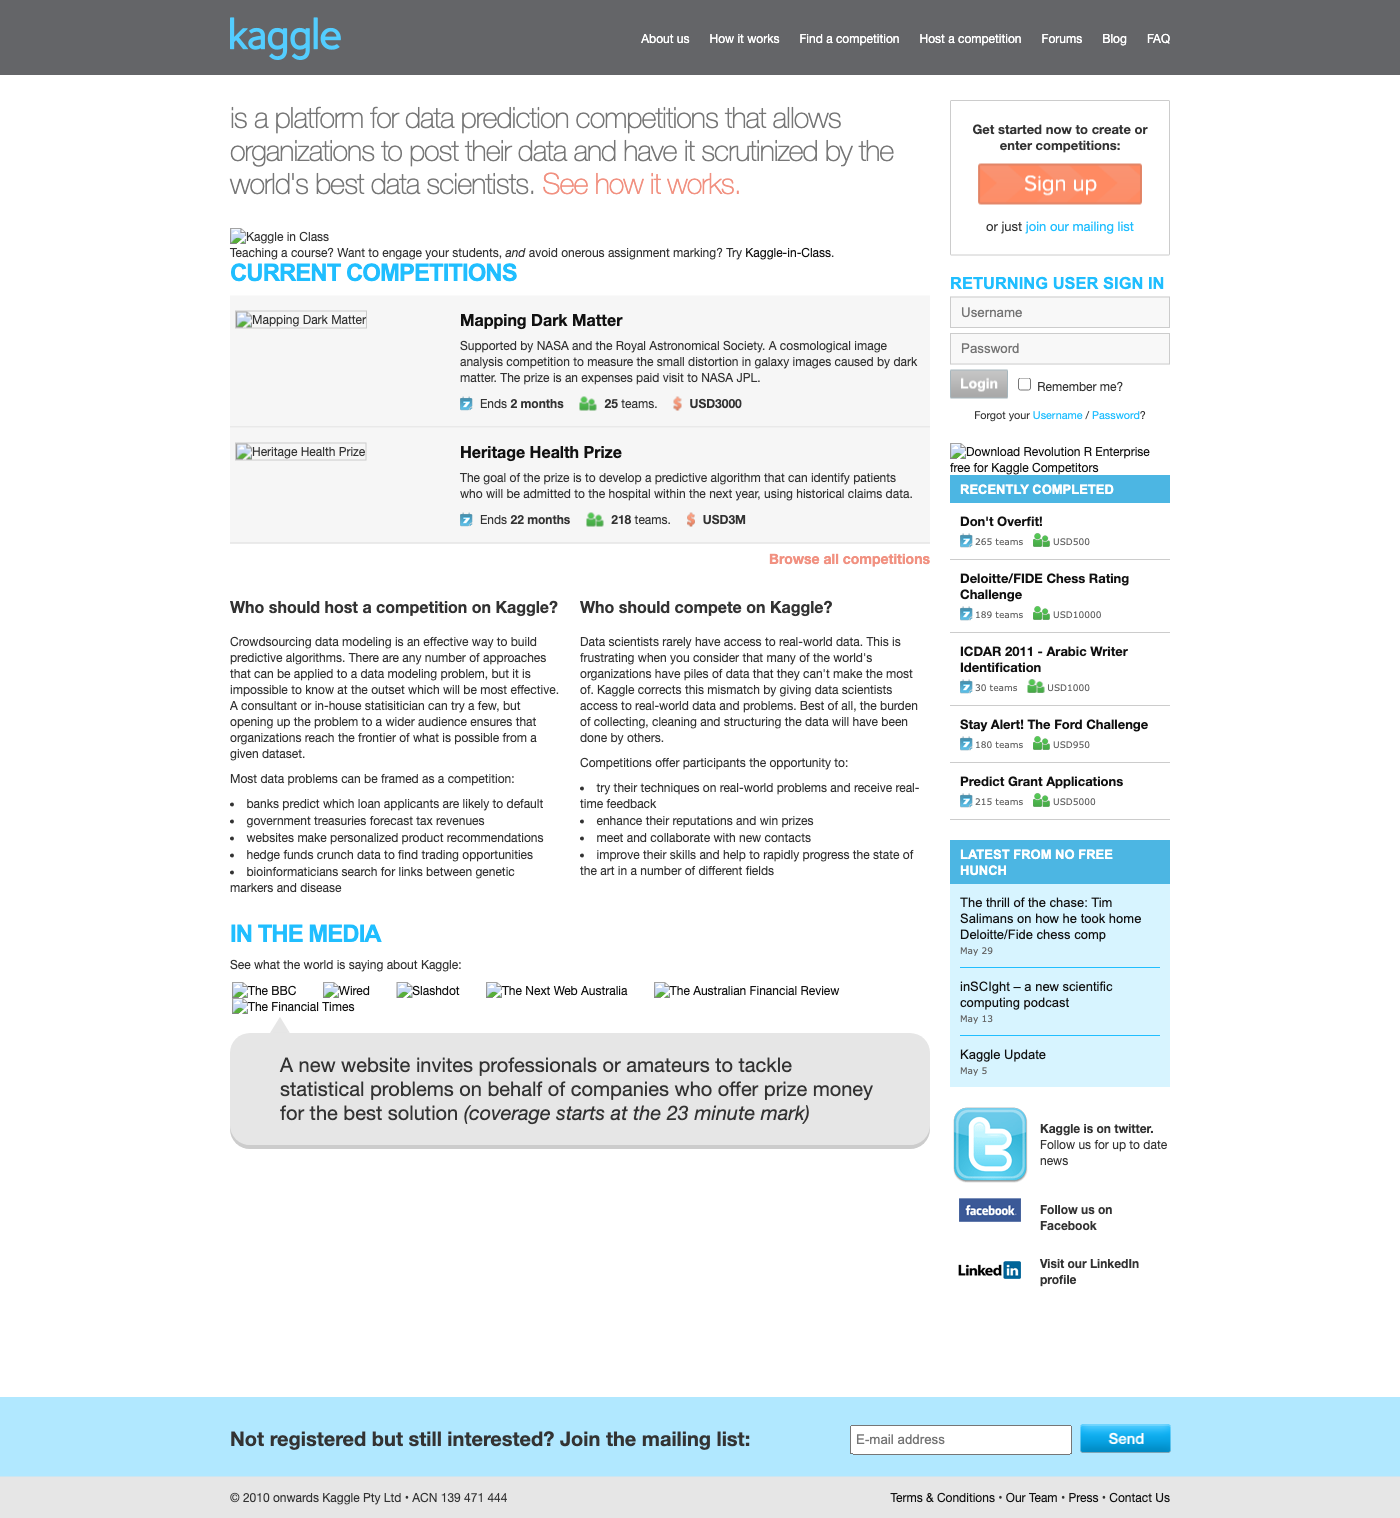 kaggle
About us How it works Find a competition Host a competition Forums Blog FAQ
is a platform for data prediction competitions that allows
organizations to post their data and have it scrutinized by the
world's best data scientists. See how it works.
Kaggle in Class
Teaching a course? Want to engage your students, and avoid onerous assignment marking? Try Kaggle-in-Class.
CURRENT COMPETITIONS
Mapping Dark Matter
Mapping Dark Matter
Supported by NASA and the Royal Astronomical Society. A cosmological image
analysis competition to measure the small distortion in galaxy images caused by dark
matter. The prize is an expenses paid visit to NASA JPL.
Ends 2 months 25 teams. USD3000
Heritage Health Prize
Heritage Health Prize
The goal of the prize is to develop a predictive algorithm that can identify patients
who will be admitted to the hospital within the next year, using historical claims data.
Ends 22 months 218 teams. USD3M
Browse all competitions
Who should host a competition on Kaggle?
Crowdsourcing data modeling is an effective way to build
predictive algorithms. There are any number of approaches
that can be applied to a data modeling problem, but it is
impossible to know at the outset which will be most effective.
A consultant or in-house statisitician can try a few, but
opening up the problem to a wider audience ensures that
organizations reach the frontier of what is possible from a
given dataset.
Most data problems can be framed as a competition:
• banks predict which loan applicants are likely to default
• government treasuries forecast tax revenues
• websites make personalized product recommendations
• hedge funds crunch data to find trading opportunities
• bioinformaticians search for links between genetic
markers and disease
Who should compete on Kaggle?
Data scientists rarely have access to real-world data. This is
frustrating when you consider that many of the world's
organizations have piles of data that they can't make the most
of. Kaggle corrects this mismatch by giving data scientists
access to real-world data and problems. Best of all, the burden
of collecting, cleaning and structuring the data will have been
done by others.
Competitions offer participants the opportunity to:
• try their techniques on real-world problems and receive real-
time feedback
• enhance their reputations and win prizes
• meet and collaborate with new contacts
• improve their skills and help to rapidly progress the state of
the art in a number of different fields
IN THE MEDIA
See what the world is saying about Kaggle:
The BBC Wired Slashdot The Next Web Australia The Australian Financial Review
The Financial Times
A new website invites professionals or amateurs to tackle
statistical problems on behalf of companies who offer prize money
for the best solution (coverage starts at the 23 minute mark)
Get started now to create or
enter competitions:
Sign up
or just join our mailing list
RETURNING USER SIGN IN
Username
Password
Login Remember me?
Forgot your Username / Password?
Download Revolution R Enterprise
free for Kaggle Competitors
RECENTLY COMPLETED
Don't Overfit!
265 teams USD500
Deloitte/FIDE Chess Rating
Challenge
189 teams USD10000
ICDAR 2011 - Arabic Writer
Identification
30 teams USD1000
Stay Alert! The Ford Challenge
180 teams USD950
Predict Grant Applications
215 teams USD5000
LATEST FROM NO FREE
HUNCH
The thrill of the chase: Tim
Salimans on how he took home
Deloitte/Fide chess comp
May 29
inSCIght – a new scientific
computing podcast
May 13
Kaggle Update
May 5
t
Kaggle is on twitter.
Follow us for up to date
news
facebook
Follow us on
Facebook
Linked in
Visit our LinkedIn
profile
Not registered but still interested? Join the mailing list:
E-mail address
Send
© 2010 onwards Kaggle Pty Ltd • ACN 139 471 444
Terms & Conditions • Our Team • Press • Contact Us